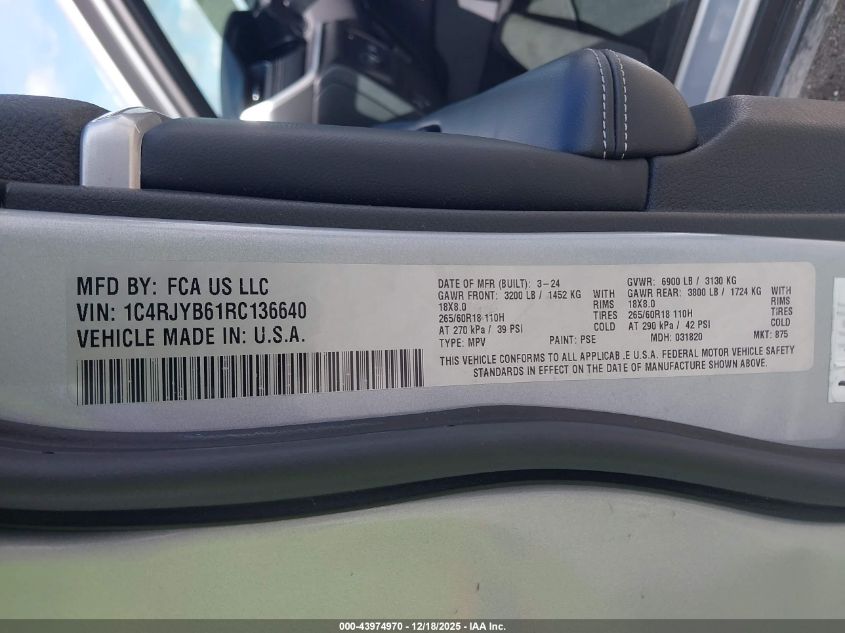 MFD BY: FCA US LLC
VIN: 1C4RJYB61RC136640
VEHICLE MADE IN: U.S.A.
DATE OF MFR (BUILT): 3-24
GAWR FRONT: 3200 LB / 1452 KG
18X8.0 RIMS
265/60R18 110H TIRES
AT 270 kPa / 39 PSI COLD
TYPE: MPV PAINT: PSE
GVWR: 6900 LB / 3130 KG
GAWR REAR: 3800 LB / 1724 KG
18X8.0 RIMS
265/60R18 110H TIRES
AT 290 kPa / 42 PSI COLD
MDH: 031820 MKT: 875
THIS VEHICLE CONFORMS TO ALL APPLICAB.E U.S.A. FEDERAL MOTOR VEHICLE SAFETY
STANDARDS IN EFFECT ON THE DATE OF MANUFACTURE SHOWN ABOVE.
000-43974970 - 12/18/2025 - IAA Inc.